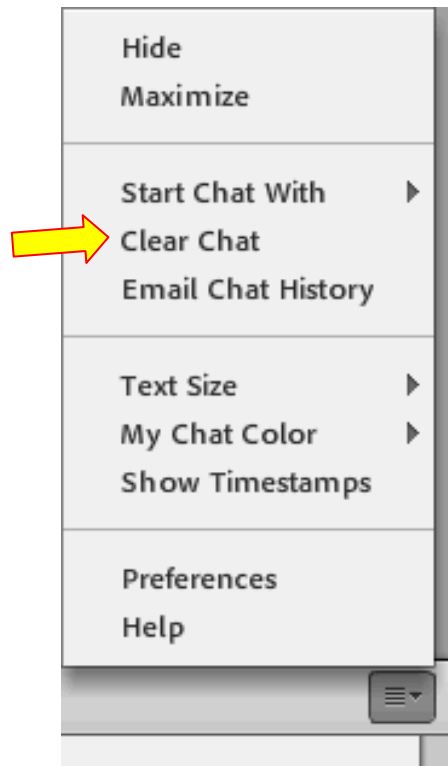 Hide
Maximize
Start Chat With
Clear Chat
Email Chat History
Text Size
My Chat Color
Show Timestamps
Preferences
Help